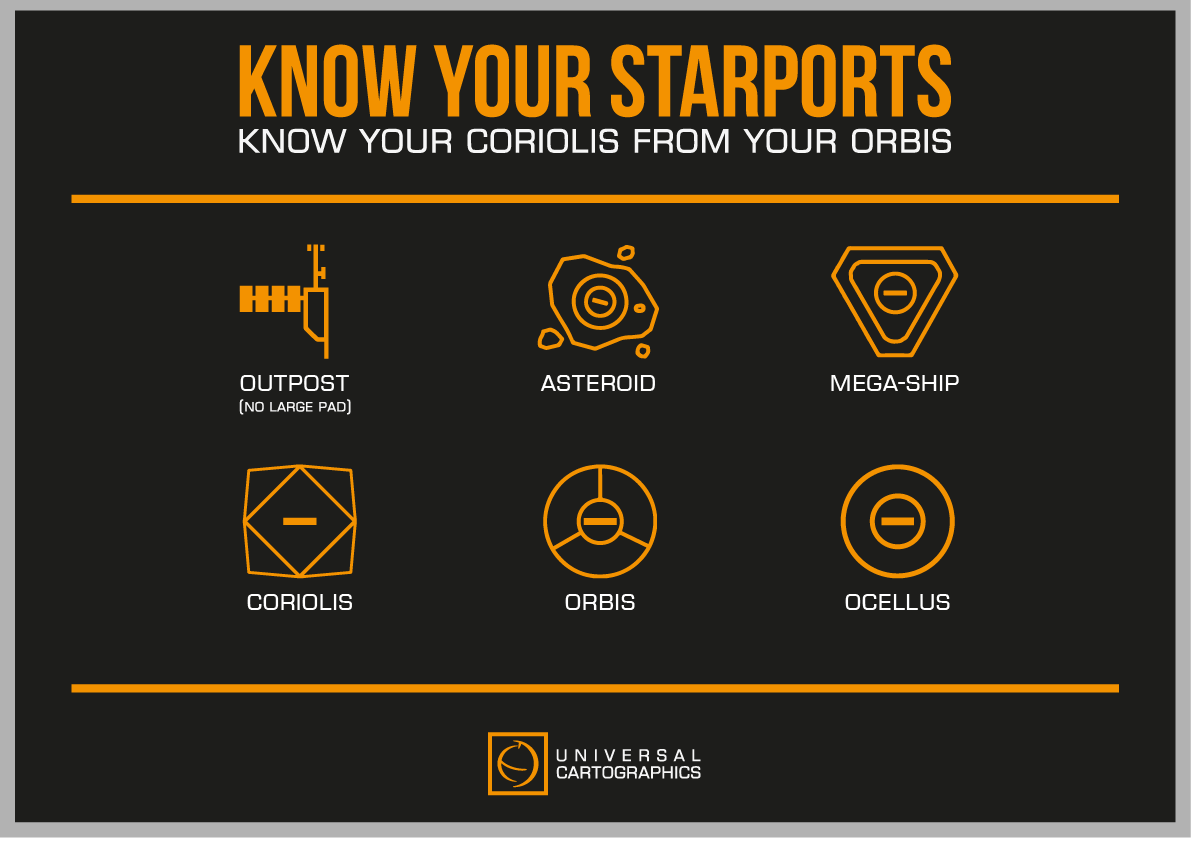 KNOW YOUR STARPORTS
KNOW YOUR CORIOLIS FROM YOUR ORBIS
OUTPOST
(NO LARGE PAD)
ASTEROID
MEGA-SHIP
CORIOLIS
ORBIS
OCELLUS
UNIVERSAL
CARTOGRAPHICS